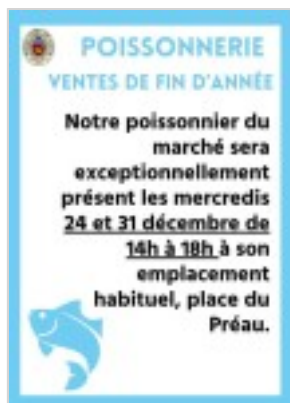 POISSONNERIE
VENTES DE FIN D'ANNÉE
Notre poissonnier du
marché sera
exceptionnellement
présent les mercredis
24 et 31 décembre de
14h à 18h à son
emplacement
habituel, place du
Préau.